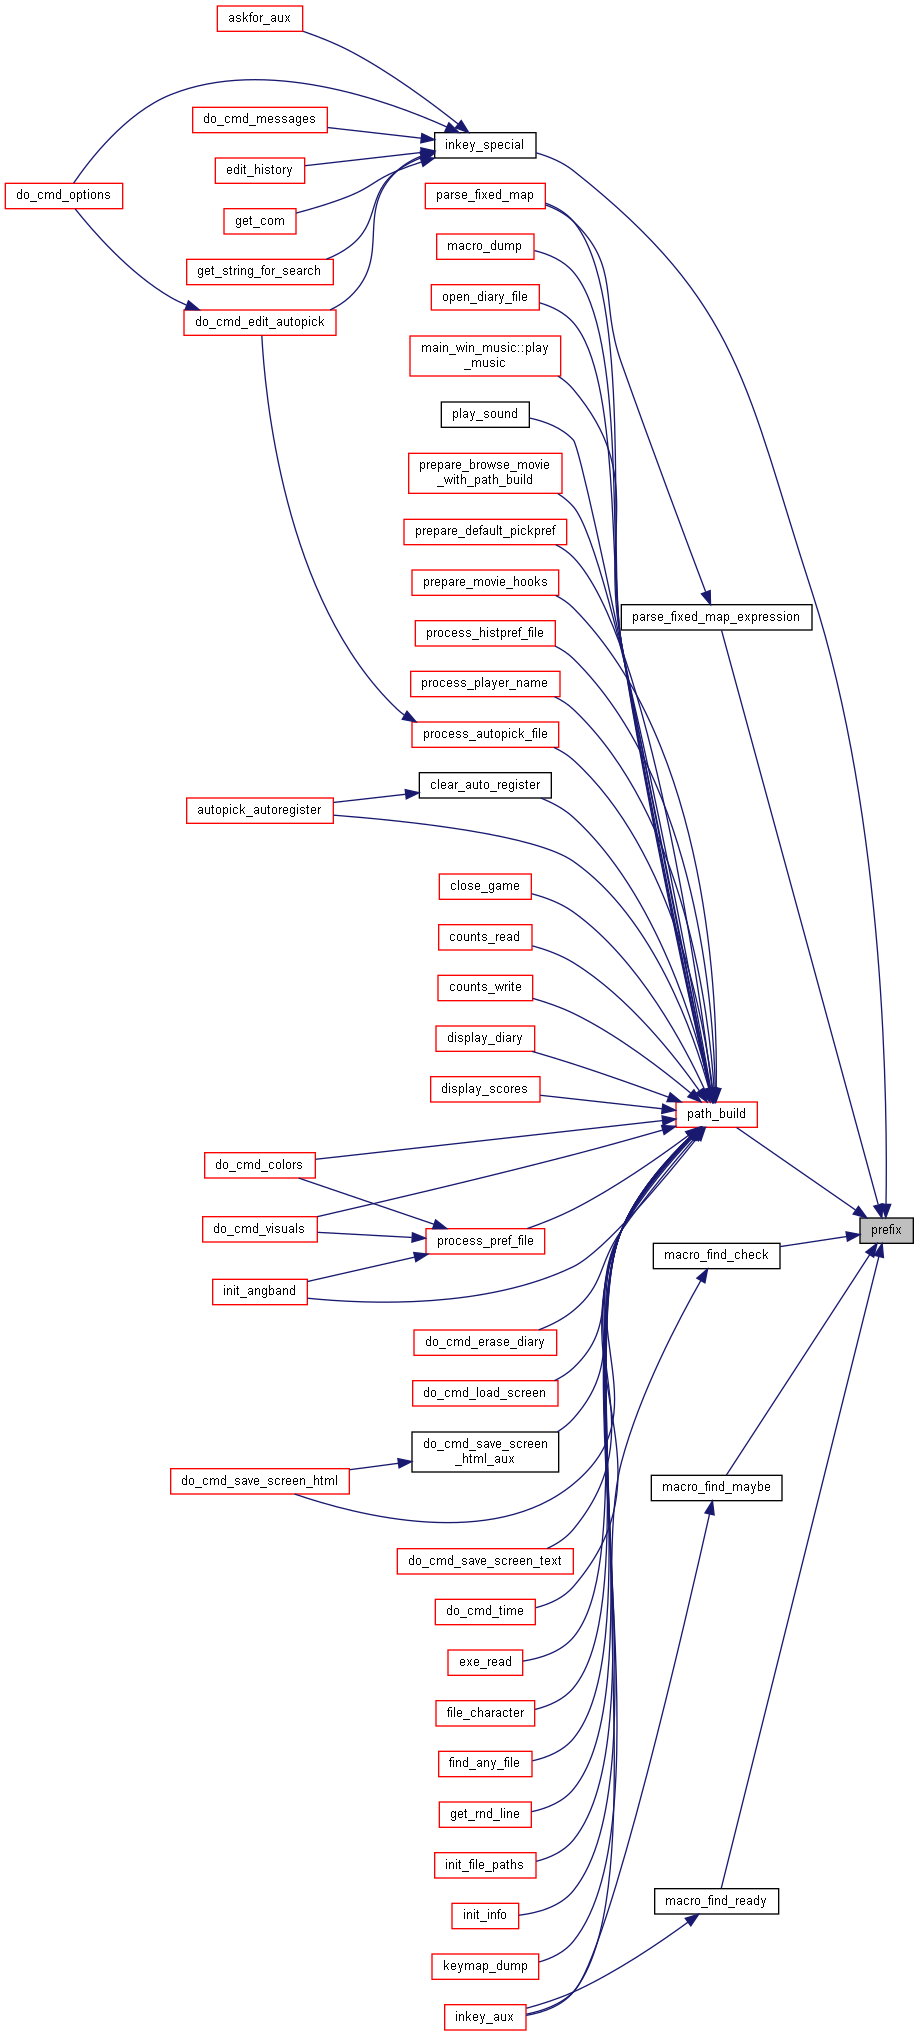 askfor_aux
do_cmd_messages
inkey_special
edit_history
do_cmd_options
parse_fixed_map
get_com
macro_dump
get_string_for_search
open_diary_file
do_cmd_edit_autopick
main_win_music::play
_music
play_sound
prepare_browse_movie
_with_path_build
prepare_default_pickpref
prepare_movie_hooks
parse_fixed_map_expression
process_histpref_file
process_player_name
process_autopick_file
clear_auto_register
autopick_autoregister
close_game
counts_read
counts_write
display_diary
display_scores
path_build
do_cmd_colors
do_cmd_visuals
prefix
process_pref_file
macro_find_check
init_angband
do_cmd_erase_diary
do_cmd_load_screen
do_cmd_save_screen
_html_aux
do_cmd_save_screen_html
macro_find_maybe
do_cmd_save_screen_text
do_cmd_time
exe_read
file_character
find_any_file
get_rnd_line
init_file_paths
macro_find_ready
init_info
keymap_dump
inkey_aux